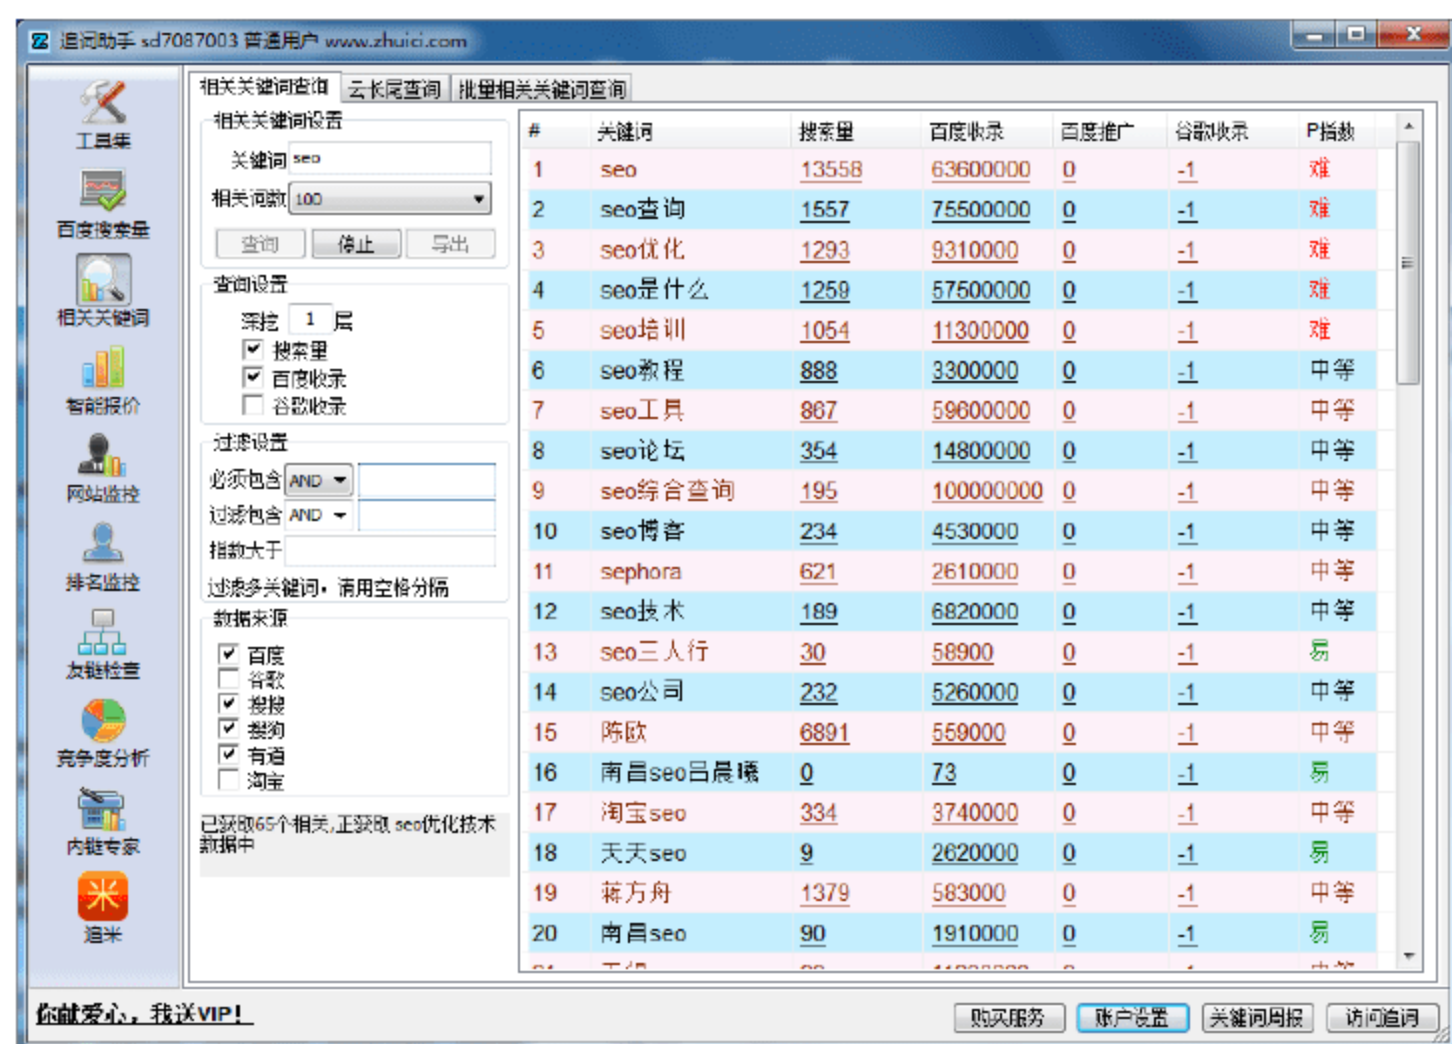 追词助手 sd7087003 普通用户 www.zhuici.com
工具集
百度搜索量
相关关键词
智能报价
网站监控
排名监控
友链检查
竞争度分析
内链专家
米
追米
相关关键词查询 云长尾查询 批量相关关键词查询
相关关键词设置
关键词 seo
相关词数 100
查询 停止 导出
查询设置
深挖 1 层
搜索量
百度收录
谷歌收录
过滤设置
必须包含 AND
过滤包含 AND
指数大于
过滤多关键词，请用空格分隔
数据来源
百度
谷歌
搜搜
搜狗
有道
淘宝
已获取65个相关,正获取 seo优化技术
数据中
# 关键词 搜索量 百度收录 百度推广 谷歌收录 P指数
1 seo 13558 63600000 0 -1 难
2 seo查询 1557 75500000 0 -1 难
3 seo优化 1293 9310000 0 -1 难
4 seo是什么 1259 57500000 0 -1 难
5 seo培训 1054 11300000 0 -1 难
6 seo教程 888 3300000 0 -1 中等
7 seo工具 867 59600000 0 -1 中等
8 seo论坛 354 14800000 0 -1 中等
9 seo综合查询 195 100000000 0 -1 中等
10 seo博客 234 4530000 0 -1 中等
11 sephora 621 2610000 0 -1 中等
12 seo技术 189 6820000 0 -1 中等
13 seo三人行 30 58900 0 -1 易
14 seo公司 232 5260000 0 -1 中等
15 陈欧 6891 559000 0 -1 中等
16 南昌seo吕晨曦 0 73 0 -1 易
17 淘宝seo 334 3740000 0 -1 中等
18 天天seo 9 2620000 0 -1 易
19 蒋方舟 1379 583000 0 -1 中等
20 南昌seo 90 1910000 0 -1 易
你献爱心，我送VIP！
购买服务 账户设置 关键词周报 访问追词